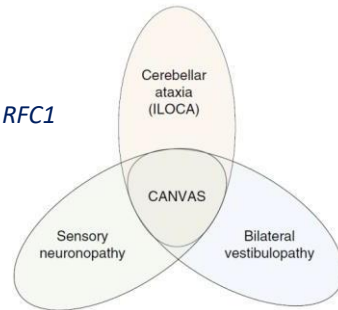 Cerebellar
ataxia
(ILOCA)
RFC1
CANVAS
Sensory
neuronopathy
Bilateral
vestibulopathy